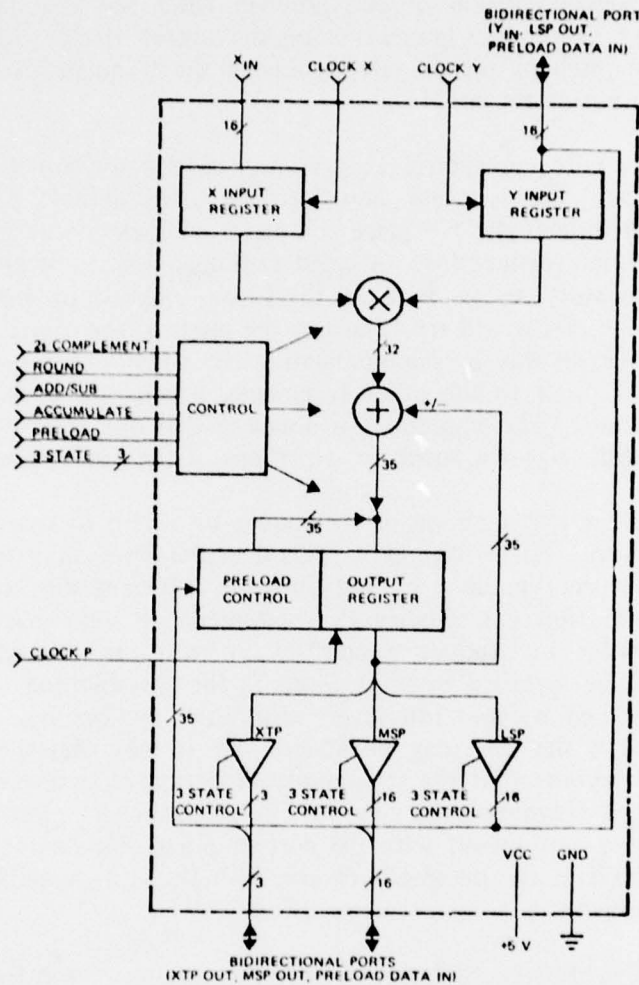 BIDIRECTIONAL PORT
(YIN, LSP OUT,
PRELOAD DATA IN)
XIN
CLOCK X
CLOCK Y
16
16
X INPUT
REGISTER
Y INPUT
REGISTER
×
32
2s COMPLEMENT
ROUND
ADD/SUB
ACCUMULATE
PRELOAD
3 STATE
3
CONTROL
+
+/-
35
35
35
PRELOAD
CONTROL
OUTPUT
REGISTER
CLOCK P
35
XTP
MSP
LSP
3 STATE
CONTROL
3
3 STATE
CONTROL
16
3 STATE
CONTROL
16
VCC
GND
3
16
+5 V
BIDIRECTIONAL PORTS
(XTP OUT, MSP OUT, PRELOAD DATA IN)